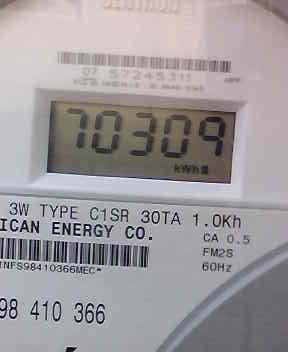 07 57245311
70309
kWh
3W TYPE C1SR 30TA 1.0Kh
ICAN ENERGY CO.
CA 0.5
FM2S
60Hz
INFS98410366MEC*
98 410 366